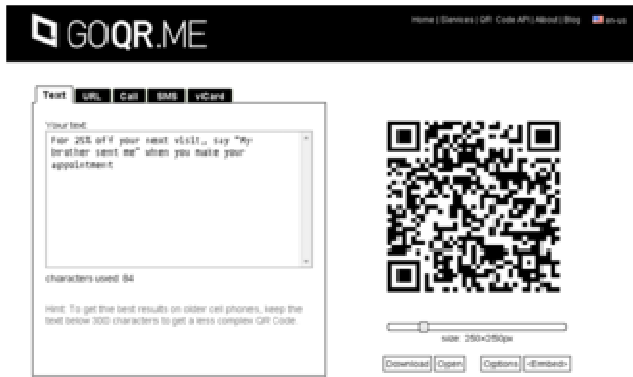 GOQR.ME
Home | Services | QR Code API | About | Blog en-us
Text URL Call SMS vCard
Your text:
For 25% off your next visit, say "My
brother sent me" when you make your
appointment
characters used: 84
Hint: To get the best results on older cell phones, keep the
text below 300 characters to get a less complex QR Code.
size: 250×250px
Download Open Options <Embed>